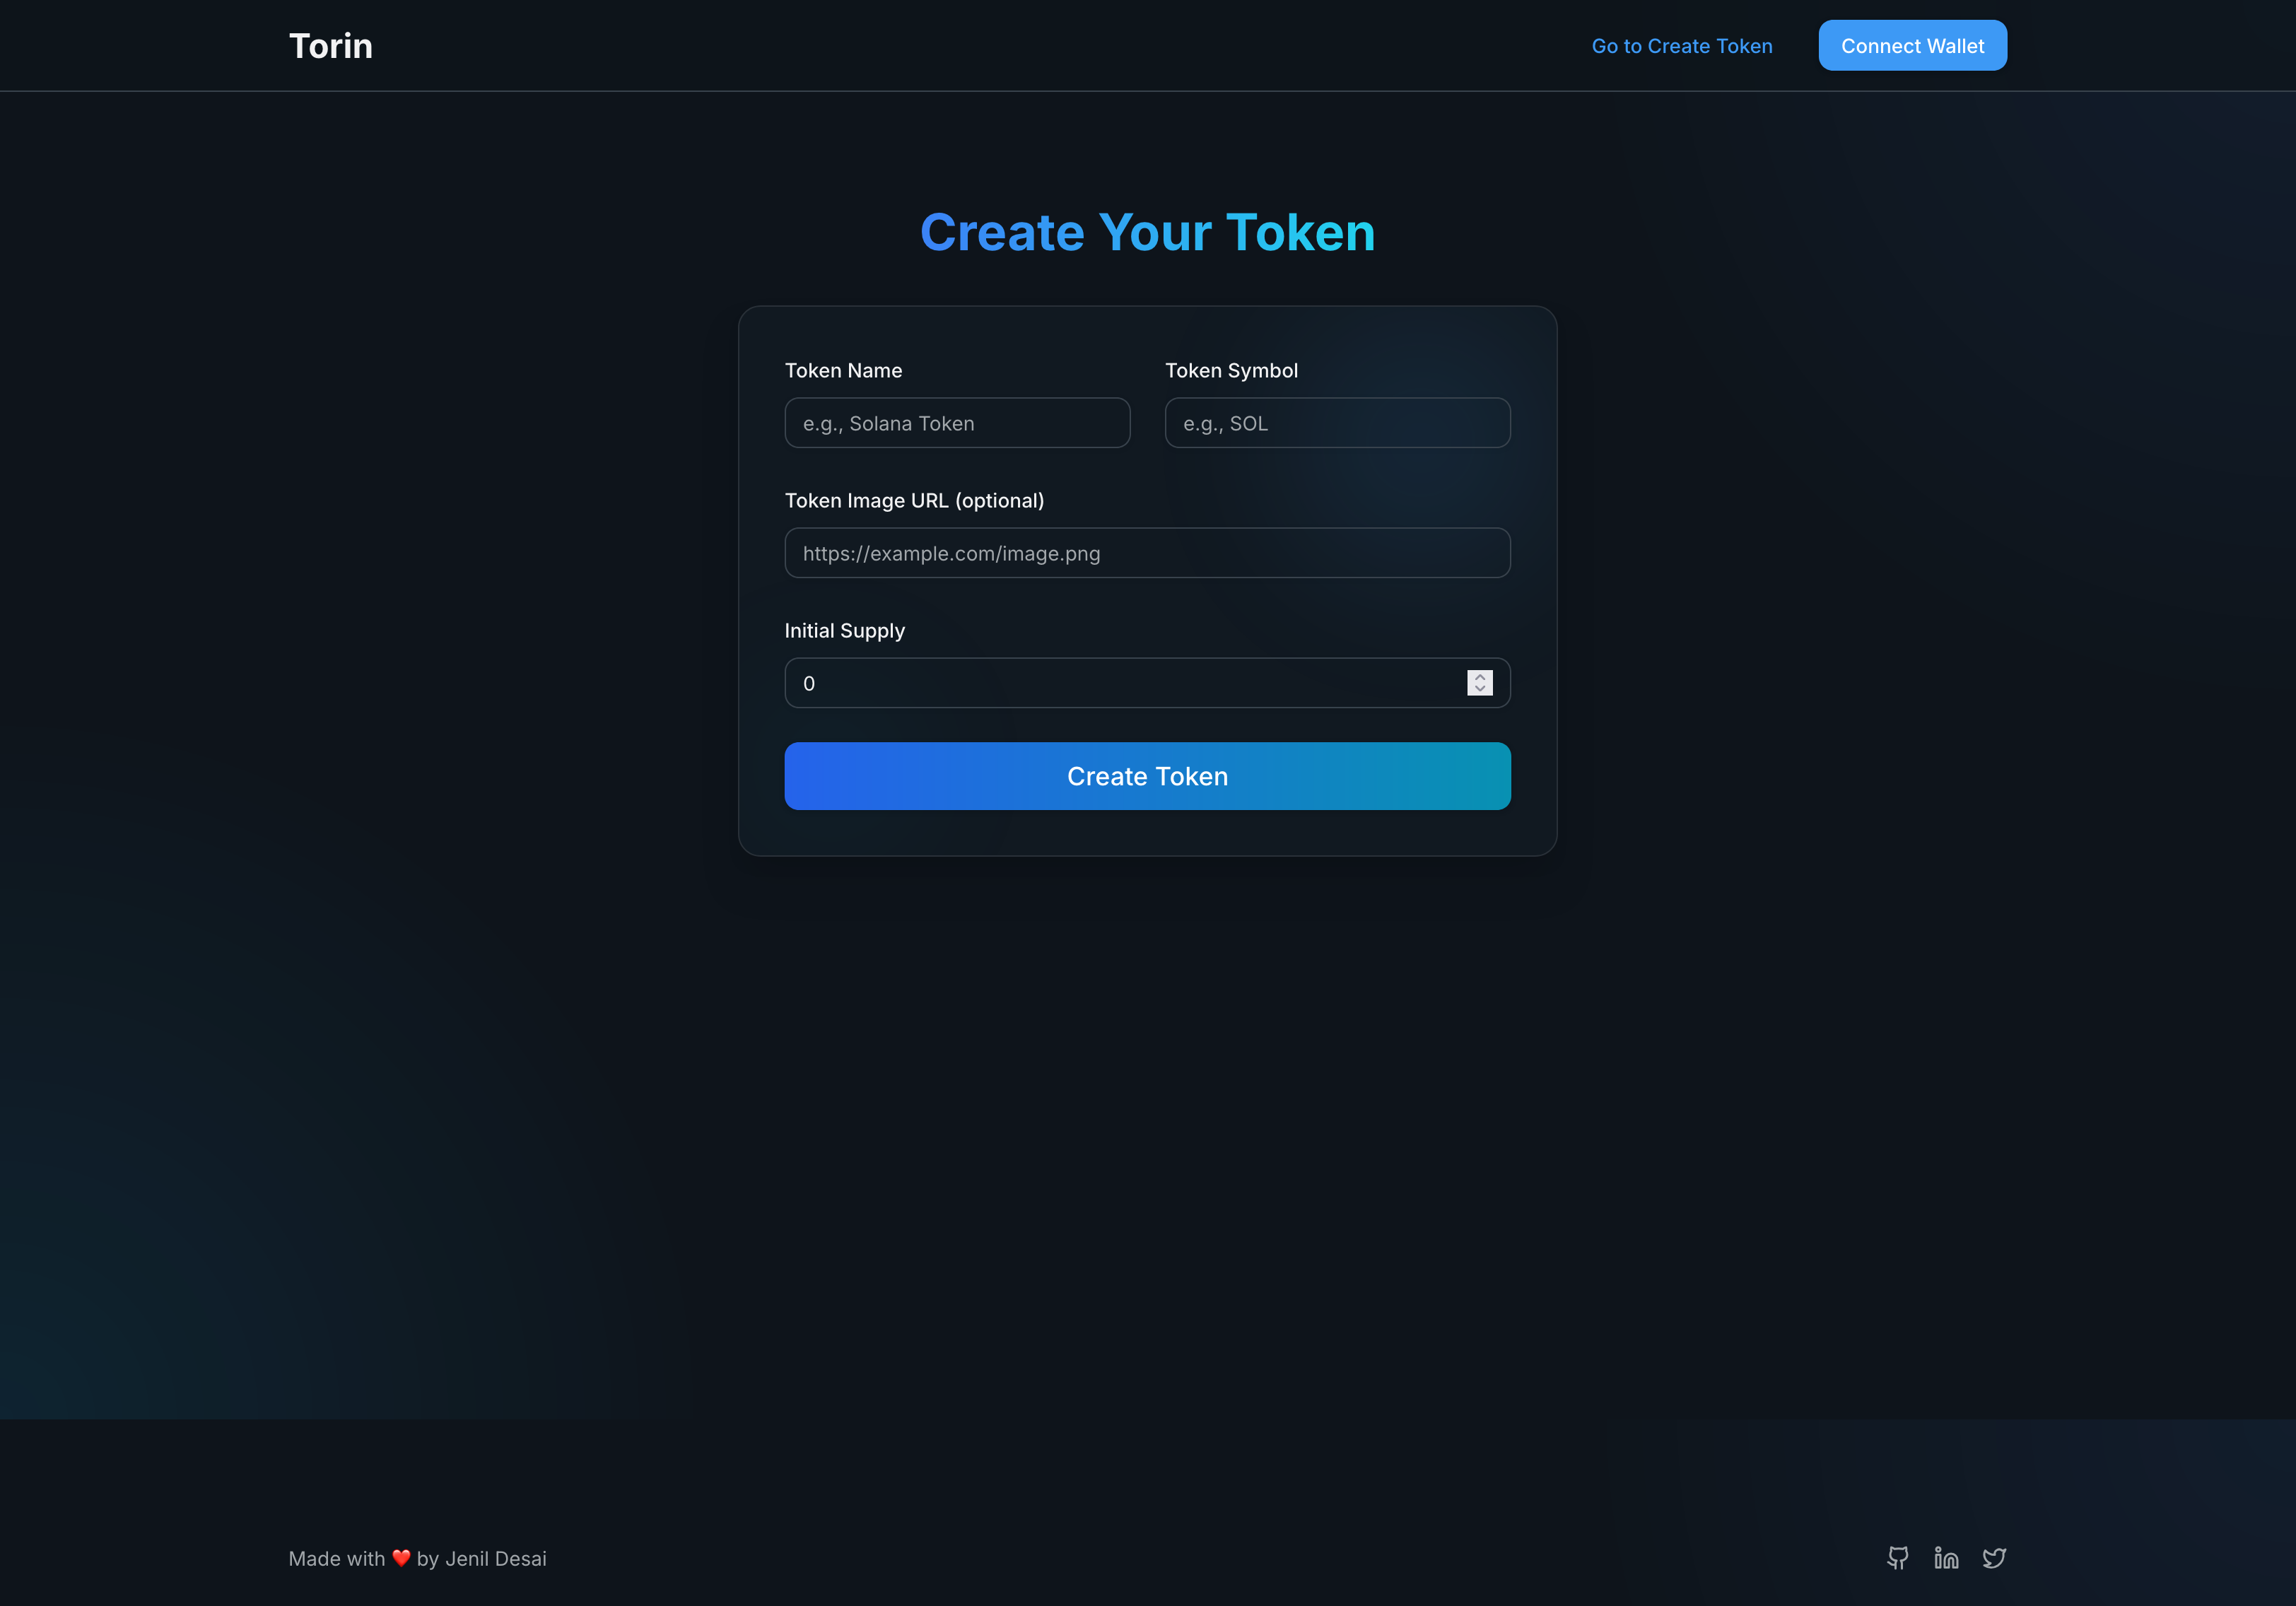 Torin
Go to Create Token
Connect Wallet
Create Your Token
Token Name
Token Symbol
e.g., Solana Token
e.g., SOL
Token Image URL (optional)
https://example.com/image.png
Initial Supply
0
Create Token
Made with ❤️ by Jenil Desai